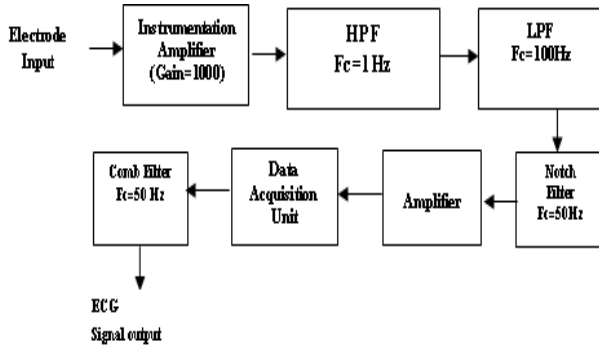 Electrode
Input
Instrumentation
Amplifier
(Gain=1000)
HPF
Fc=1 Hz
LPF
Fc=100Hz
Notch
Filter
Fc=50Hz
Amplifier
Data
Acquisition
Unit
Comb Filter
Fc=50 Hz
ECG
Signal output